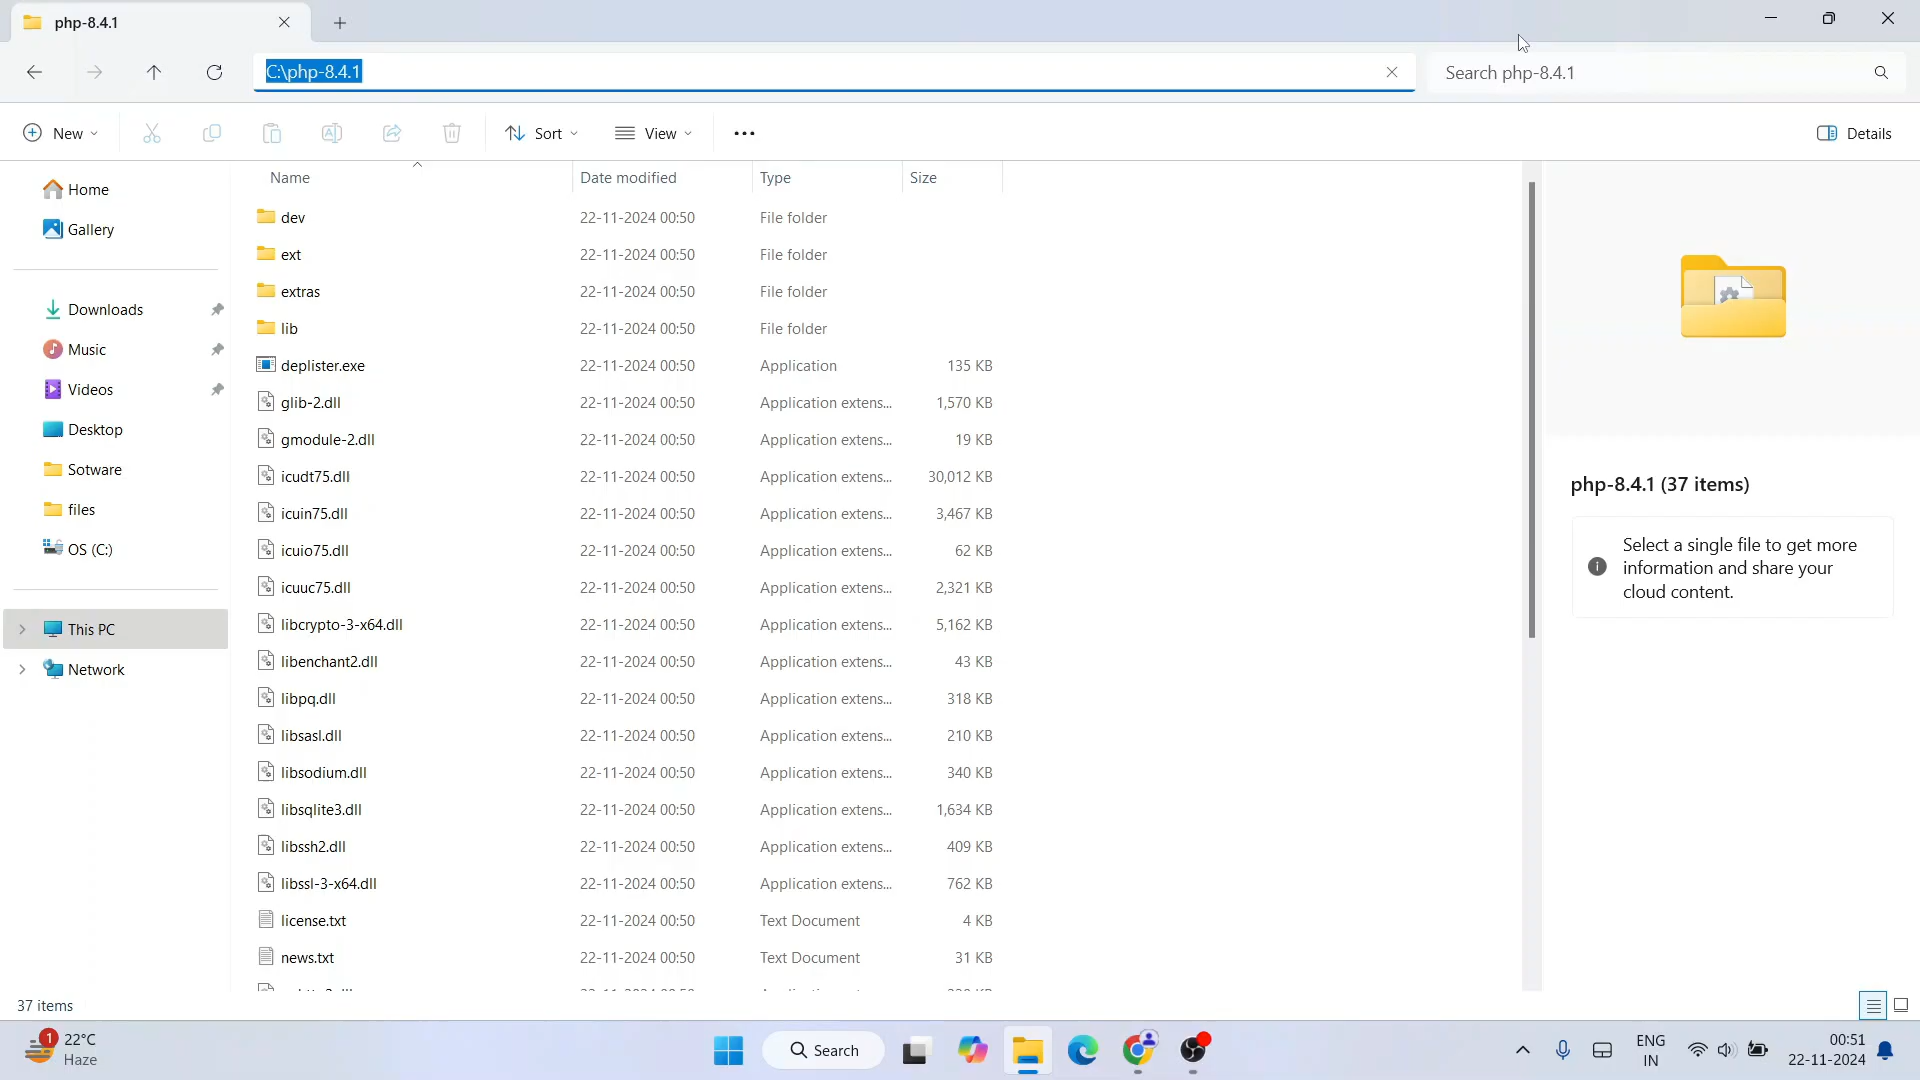 php-8.4.1
C:\php-8.4.1
Search php-8.4.1
New
Sort
View
Details
Name Date modified Type Size
Home
Gallery
Downloads
Music
Videos
Desktop
Sotware
files
OS (C:)
This PC
Network
dev 22-11-2024 00:50 File folder
ext 22-11-2024 00:50 File folder
extras 22-11-2024 00:50 File folder
lib 22-11-2024 00:50 File folder
deplister.exe 22-11-2024 00:50 Application 135 KB
glib-2.dll 22-11-2024 00:50 Application extens... 1,570 KB
gmodule-2.dll 22-11-2024 00:50 Application extens... 19 KB
icudt75.dll 22-11-2024 00:50 Application extens... 30,012 KB
icuin75.dll 22-11-2024 00:50 Application extens... 3,467 KB
icuio75.dll 22-11-2024 00:50 Application extens... 62 KB
icuuc75.dll 22-11-2024 00:50 Application extens... 2,321 KB
libcrypto-3-x64.dll 22-11-2024 00:50 Application extens... 5,162 KB
libenchant2.dll 22-11-2024 00:50 Application extens... 43 KB
libpq.dll 22-11-2024 00:50 Application extens... 318 KB
libsasl.dll 22-11-2024 00:50 Application extens... 210 KB
libsodium.dll 22-11-2024 00:50 Application extens... 340 KB
libsqlite3.dll 22-11-2024 00:50 Application extens... 1,634 KB
libssh2.dll 22-11-2024 00:50 Application extens... 409 KB
libssl-3-x64.dll 22-11-2024 00:50 Application extens... 762 KB
license.txt 22-11-2024 00:50 Text Document 4 KB
news.txt 22-11-2024 00:50 Text Document 31 KB
php-8.4.1 (37 items)
Select a single file to get more
information and share your
cloud content.
37 items
1
22°C
Haze
Search
ENG
IN
00:51
22-11-2024